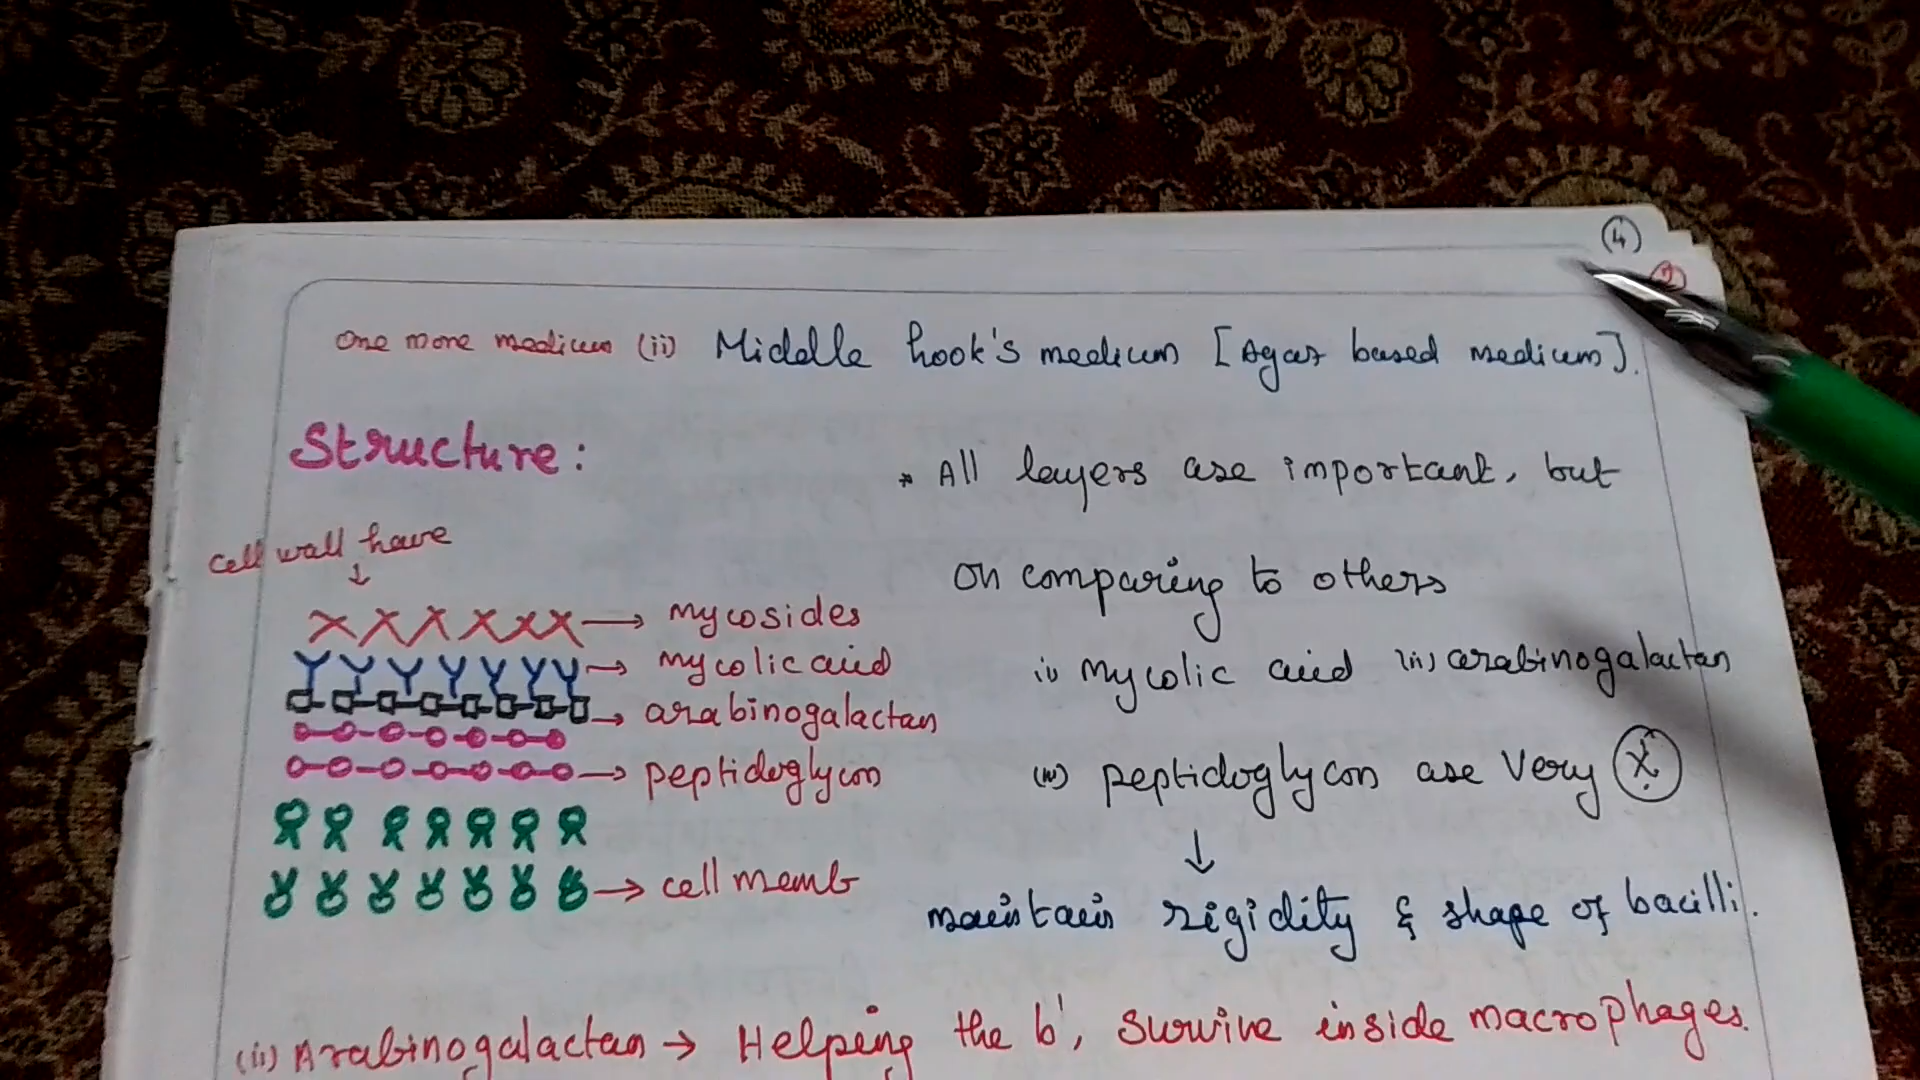 4
2
One more medium (ii) Middle hook's medium [Agar based medium].
Structure:
* All layers are important, but
on comparing to others
cell wall have
↓
→ mycosides
→ mycolic acid
→ arabinogalactan
→ peptidoglycan
→ cell memb
i) Mycolic acid (ii) arabinogalactan
(iii) peptidoglycan are very
↓
maintain rigidity & shape of bacilli.
(ii) Arabinogalactan → Helping the b', survive inside macrophages.